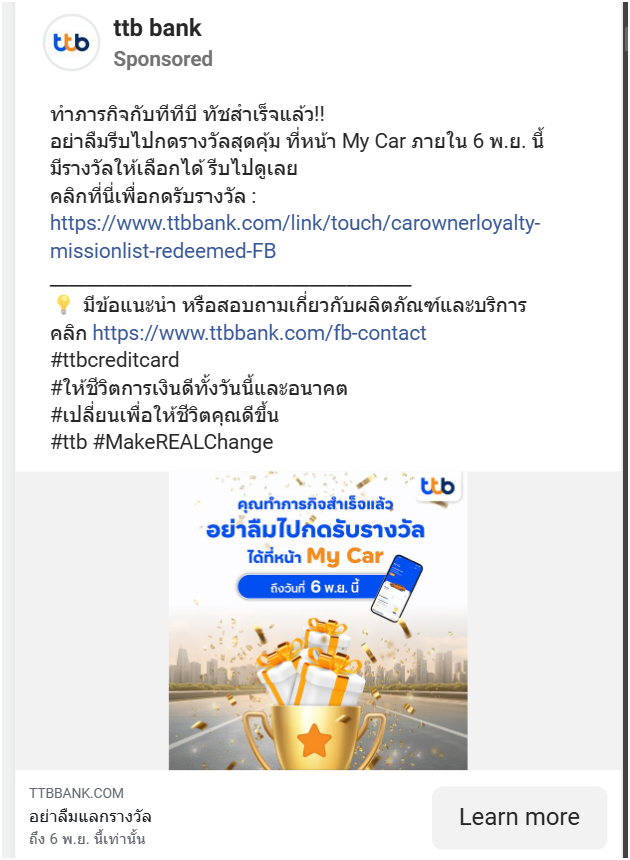 ttb
ttb bank
Sponsored
ทำภารกิจกับทีทีบี ทัชสำเร็จแล้ว!!
อย่าลืมรีบไปกดรางวัลสุดคุ้ม ที่หน้า My Car ภายใน 6 พ.ย. นี้
มีรางวัลให้เลือกได้ รีบไปดูเลย
คลิกที่นี่เพื่อกดรับรางวัล :
https://www.ttbbank.com/link/touch/carownerloyalty-
missionlist-redeemed-FB
💡 มีข้อแนะนำ หรือสอบถามเกี่ยวกับผลิตภัณฑ์และบริการ
คลิก https://www.ttbbank.com/fb-contact
#ttbcreditcard
#ให้ชีวิตการเงินดีทั้งวันนี้และอนาคต
#เปลี่ยนเพื่อให้ชีวิตคุณดีขึ้น
#ttb #MakeREALChange
ttb
คุณทำภารกิจสำเร็จแล้ว
อย่าลืมไปกดรับรางวัล
ได้ที่หน้า My Car
ถึงวันที่ 6 พ.ย. นี้
TTBBANK.COM
อย่าลืมแลกรางวัล
ถึง 6 พ.ย. นี้เท่านั้น
Learn more